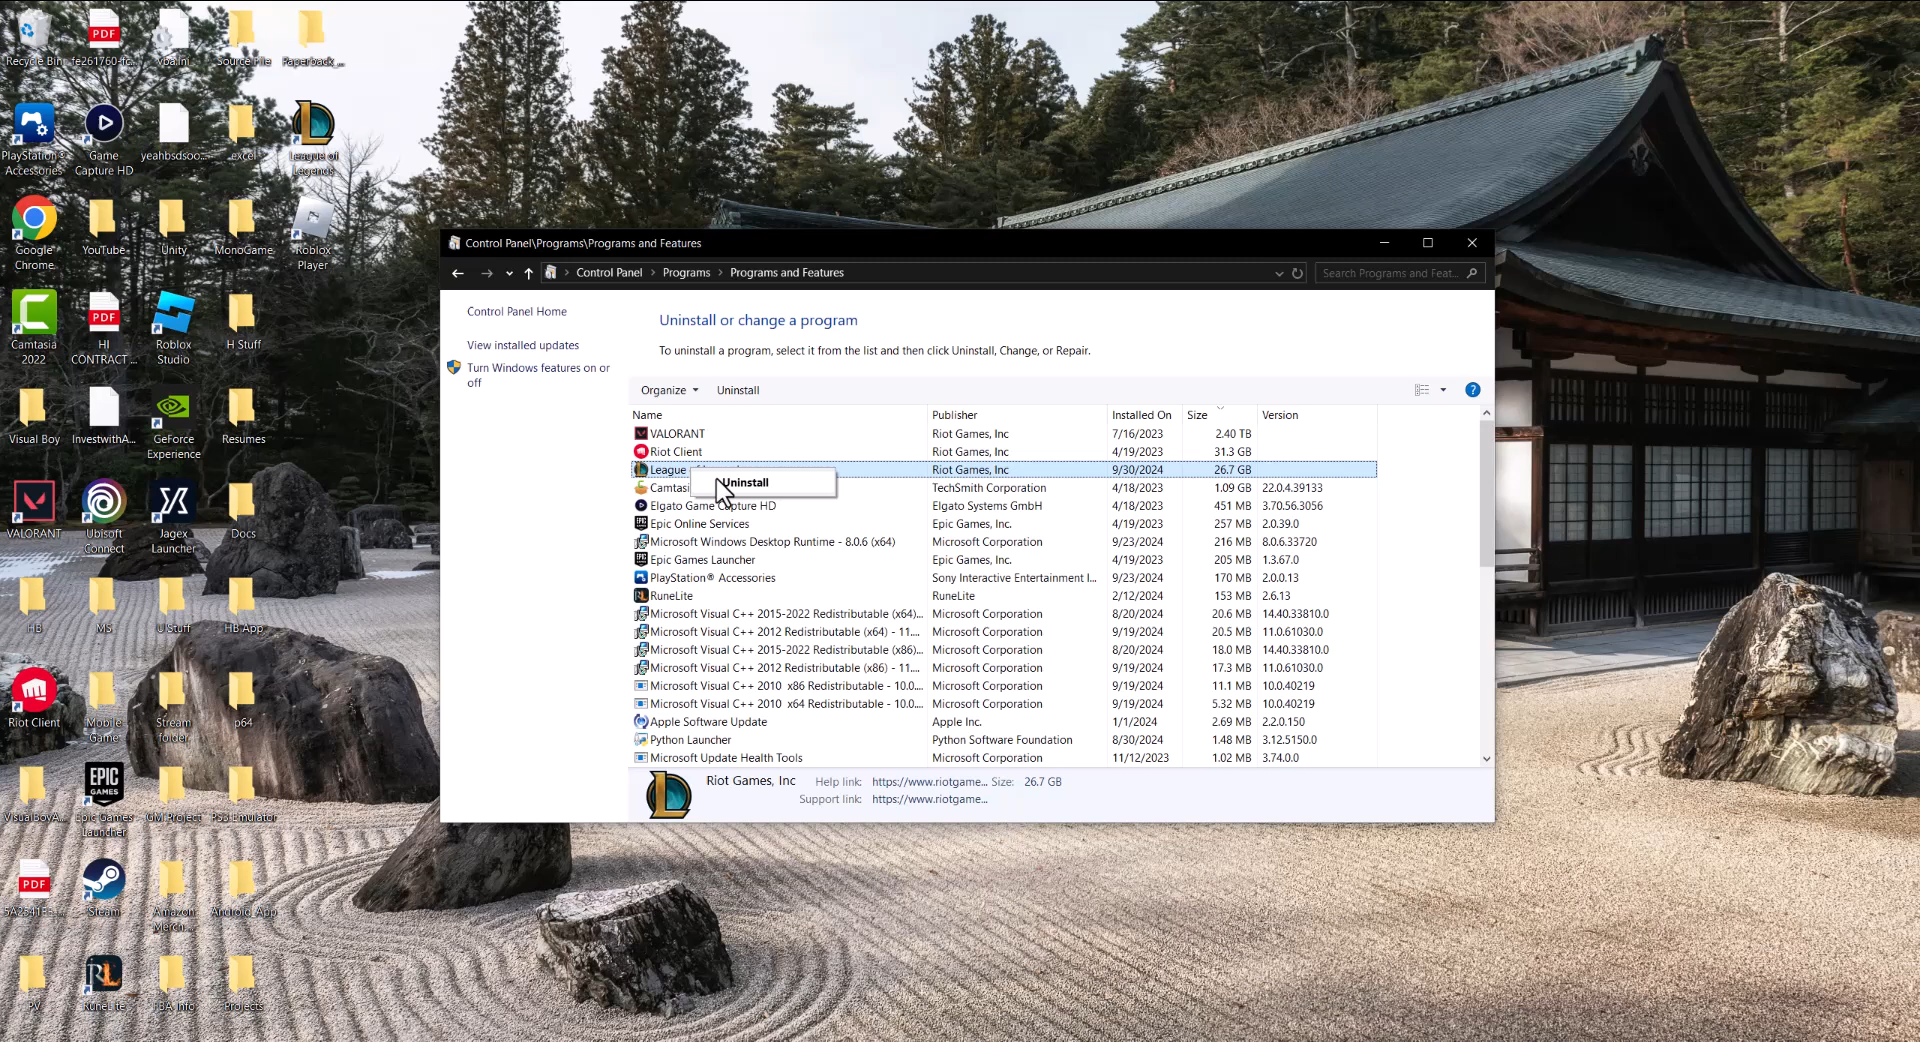 Recycle Bin
fe261760-fc...
vba.ini
Source File
Paperback_...
PlayStation®
Accessories
Game
Capture HD
yeahbsdsoo...
excel
League of
Legends
Google
Chrome
YouTube
Unity
MonoGame
Roblox
Player
Camtasia
2022
HI
CONTRACT ...
Roblox
Studio
H Stuff
Visual Boy
InvestwithA...
GeForce
Experience
Resumes
VALORANT
Ubisoft
Connect
Jagex
Launcher
Docs
HB
MS
U Stuff
HB App
Riot Client
Mobile
Game
Stream
folder
p64
VisualBoyA...
Epic Games
Launcher
GM Project
PS3 Emulator
Steam
Amazon
Merch...
Android_App
PV
RuneLite
FBA Info
Projects
PDF
PDF
PDF
EPIC
GAMES
Control Panel\Programs\Programs and Features
Control Panel > Programs > Programs and Features
Search Programs and Feat...
Control Panel Home
View installed updates
Turn Windows features on or
off
Uninstall or change a program
To uninstall a program, select it from the list and then click Uninstall, Change, or Repair.
Organize Uninstall
Name Publisher Installed On Size Version
VALORANT Riot Games, Inc 7/16/2023 2.40 TB
Riot Client Riot Games, Inc 4/19/2023 31.3 GB
League Riot Games, Inc 9/30/2024 26.7 GB
Uninstall
Camtasi TechSmith Corporation 4/18/2023 1.09 GB 22.0.4.39133
Elgato Game Capture HD Elgato Systems GmbH 4/18/2023 451 MB 3.70.56.3056
Epic Online Services Epic Games, Inc. 4/19/2023 257 MB 2.0.39.0
Microsoft Windows Desktop Runtime - 8.0.6 (x64) Microsoft Corporation 9/23/2024 216 MB 8.0.6.33720
Epic Games Launcher Epic Games, Inc. 4/19/2023 205 MB 1.3.67.0
PlayStation® Accessories Sony Interactive Entertainment I... 9/23/2024 170 MB 2.0.0.13
RuneLite RuneLite 2/12/2024 153 MB 2.6.13
Microsoft Visual C++ 2015-2022 Redistributable (x64)... Microsoft Corporation 8/20/2024 20.6 MB 14.40.33810.0
Microsoft Visual C++ 2012 Redistributable (x64) - 11.... Microsoft Corporation 9/19/2024 20.5 MB 11.0.61030.0
Microsoft Visual C++ 2015-2022 Redistributable (x86)... Microsoft Corporation 8/20/2024 18.0 MB 14.40.33810.0
Microsoft Visual C++ 2012 Redistributable (x86) - 11.... Microsoft Corporation 9/19/2024 17.3 MB 11.0.61030.0
Microsoft Visual C++ 2010 x86 Redistributable - 10.0.... Microsoft Corporation 9/19/2024 11.1 MB 10.0.40219
Microsoft Visual C++ 2010 x64 Redistributable - 10.0.... Microsoft Corporation 9/19/2024 5.32 MB 10.0.40219
Apple Software Update Apple Inc. 1/1/2024 2.69 MB 2.2.0.150
Python Launcher Python Software Foundation 8/30/2024 1.48 MB 3.12.5150.0
Microsoft Update Health Tools Microsoft Corporation 11/12/2023 1.02 MB 3.74.0.0
Riot Games, Inc Help link: https://www.riotgame... Size: 26.7 GB
Support link: https://www.riotgame...